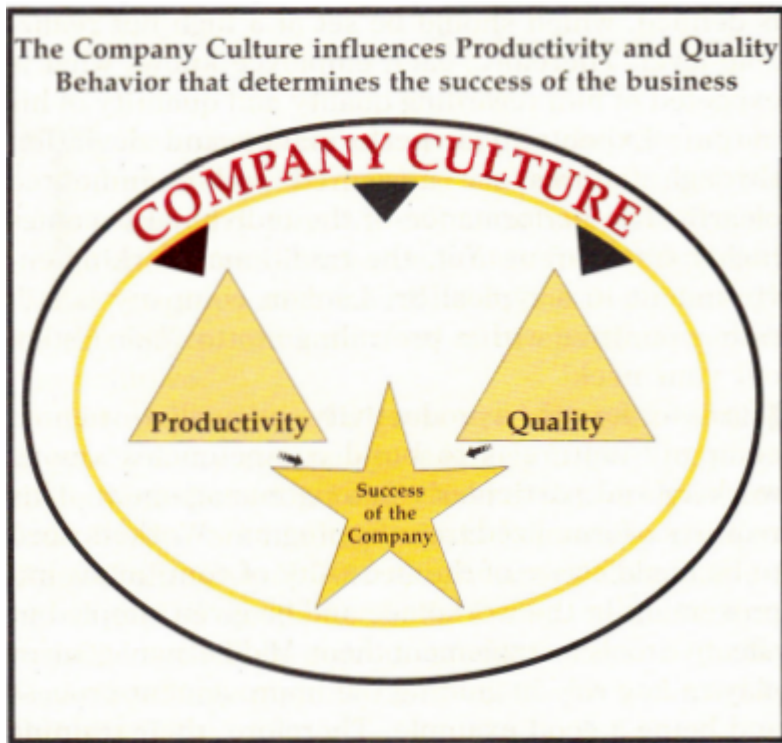 The Company Culture influences Productivity and Quality
Behavior that determines the success of the business
COMPANY CULTURE
Productivity
Quality
Success
of the
Company